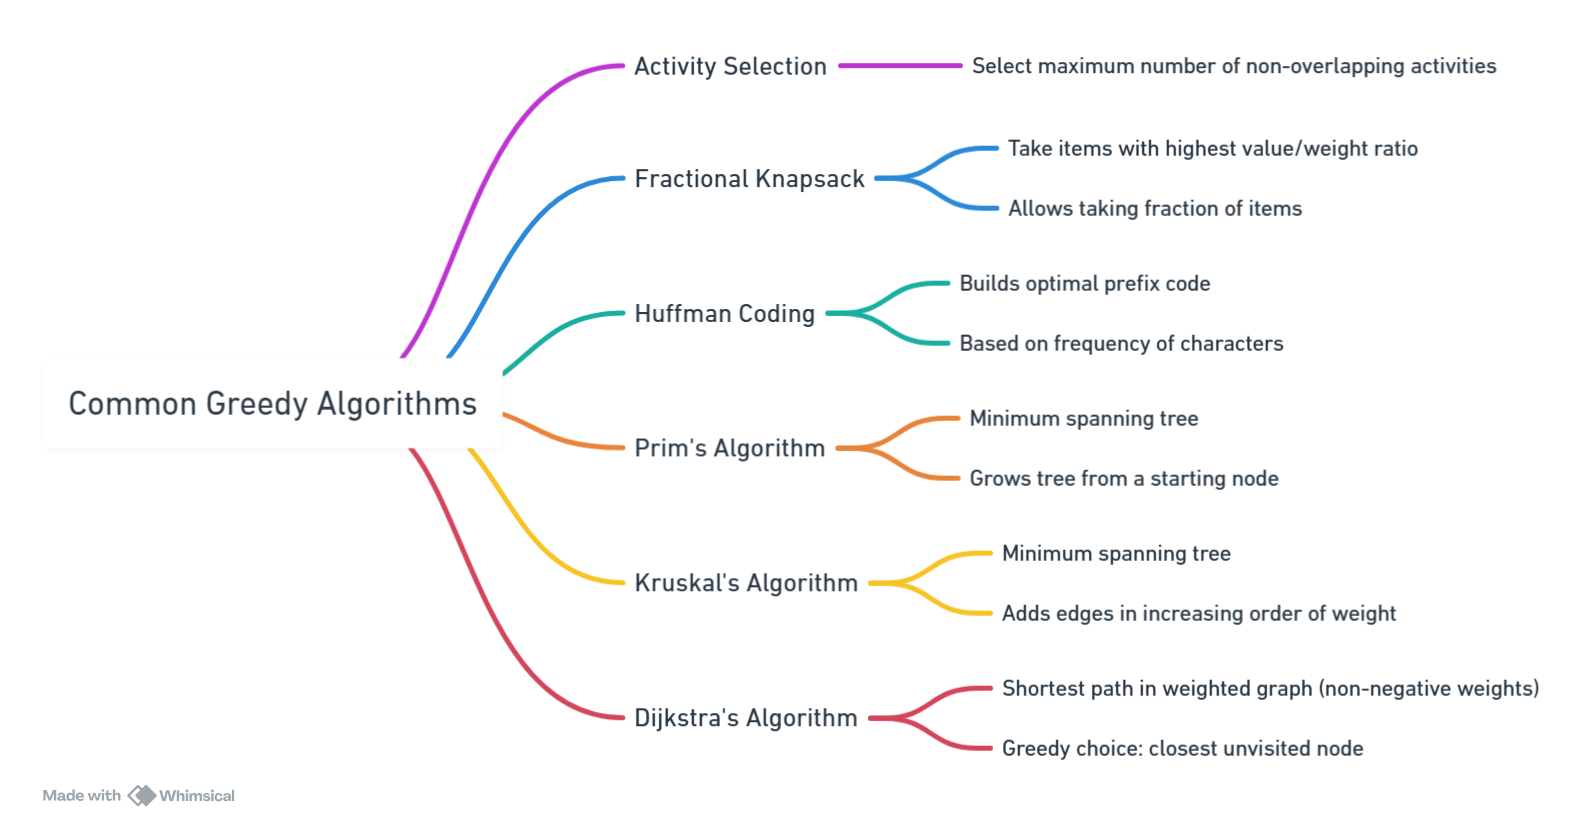 Activity Selection
Select maximum number of non-overlapping activities
Fractional Knapsack
Take items with highest value/weight ratio
Allows taking fraction of items
Huffman Coding
Builds optimal prefix code
Based on frequency of characters
Common Greedy Algorithms
Prim's Algorithm
Minimum spanning tree
Grows tree from a starting node
Kruskal's Algorithm
Minimum spanning tree
Adds edges in increasing order of weight
Dijkstra's Algorithm
Shortest path in weighted graph (non-negative weights)
Greedy choice: closest unvisited node
Made with Whimsical